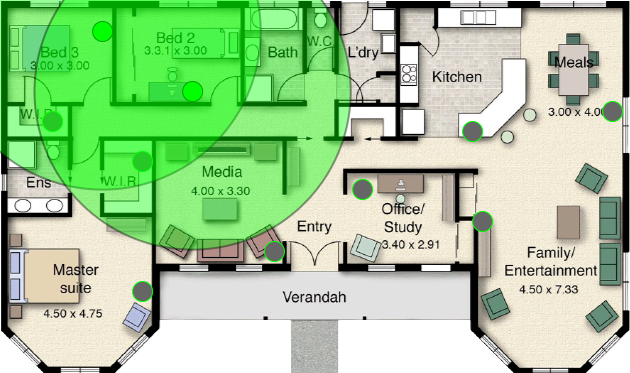 Bed 3
3.00 x 3.00
Bed 2
3.3.1 x 3.00
Bath
W.C
L'dry
Kitchen
Meals
3.00 x 4.00
W.I.R
Ens
W.I.R.
Media
4.00 x 3.30
Entry
Office/
Study
3.40 x 2.91
Family/
Entertainment
4.50 x 7.33
Master
suite
4.50 x 4.75
Verandah